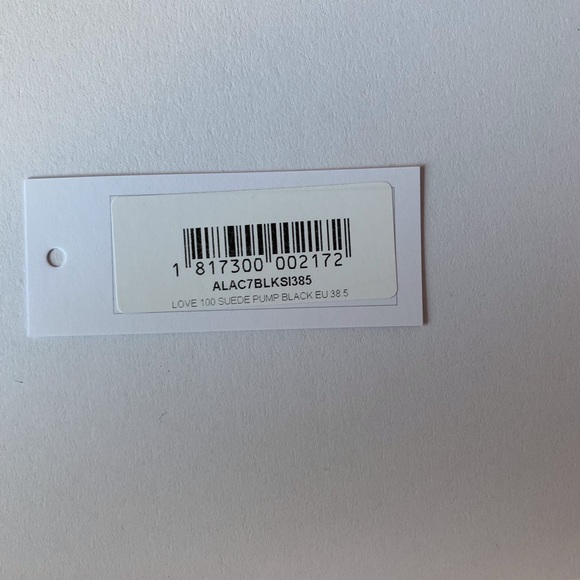 1 817300 002172
ALAC7BLKSI385
LOVE 100 SUEDE PUMP BLACK EU 38.5